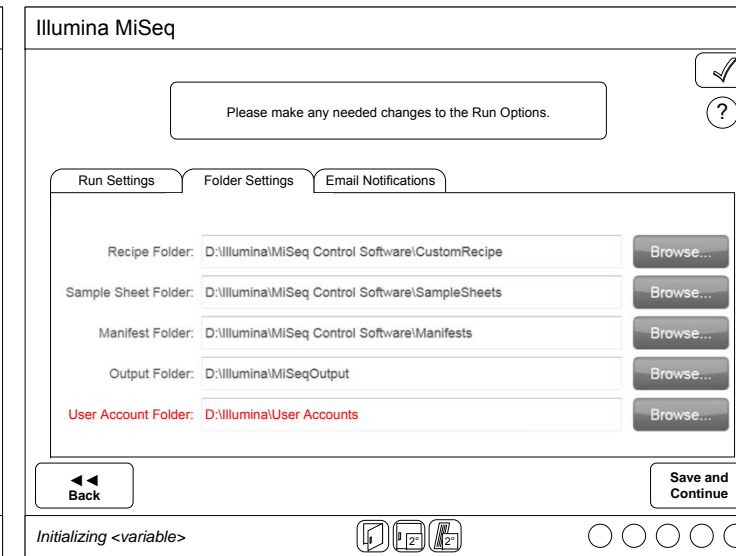 Illumina MiSeq
Please make any needed changes to the Run Options.
?
Run Settings
Folder Settings
Email Notifications
Recipe Folder: D:\Illumina\MiSeq Control Software\CustomRecipe Browse...
Sample Sheet Folder: D:\Illumina\MiSeq Control Software\SampleSheets Browse...
Manifest Folder: D:\Illumina\MiSeq Control Software\Manifests Browse...
Output Folder: D:\Illumina\MiSeqOutput Browse...
User Account Folder: D:\Illumina\User Accounts Browse...
Back
Save and
Continue
Initializing <variable>
2°
2°